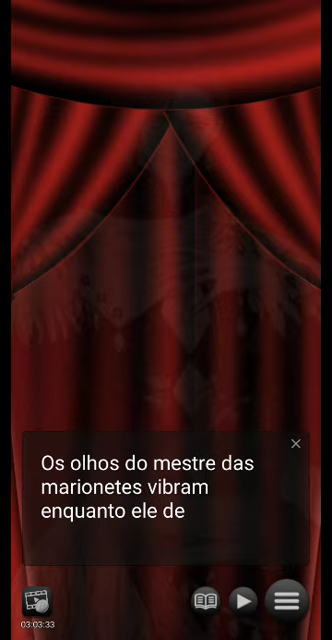 Os olhos do mestre das
marionetes vibram
enquanto ele de
03:03:33